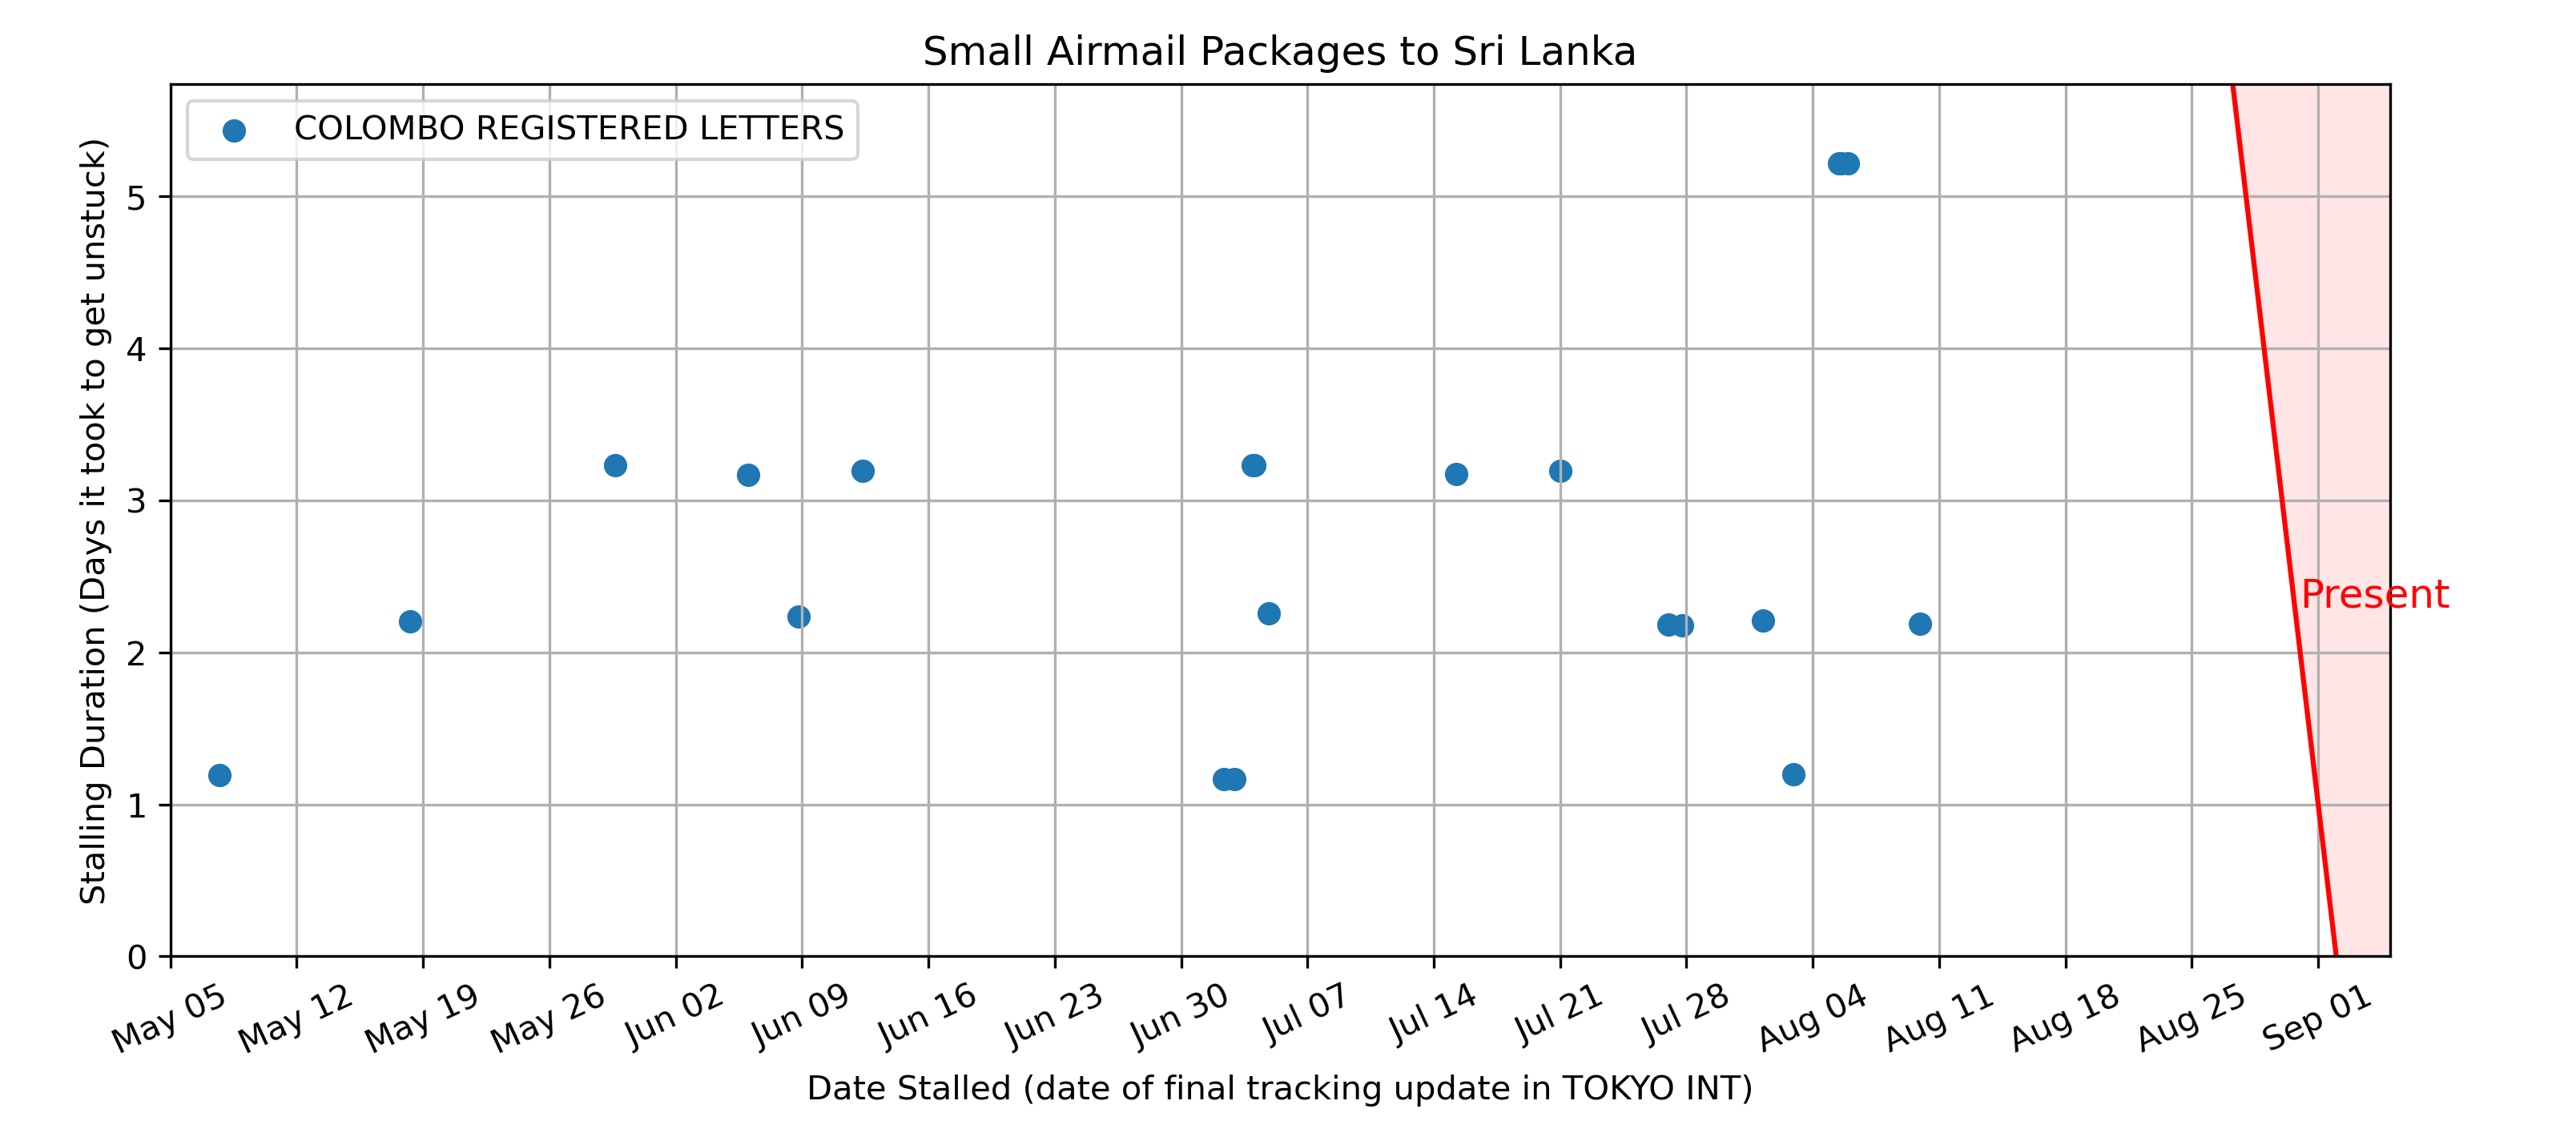 Small Airmail Packages to Sri Lanka
COLOMBO REGISTERED LETTERS
Stalling Duration (Days it took to get unstuck)
5
4
3
2
1
0
Present
May 05
May 12
May 19
May 26
Jun 02
Jun 09
Jun 16
Jun 23
Jun 30
Jul 07
Jul 14
Jul 21
Jul 28
Aug 04
Aug 11
Aug 18
Aug 25
Sep 01
Date Stalled (date of final tracking update in TOKYO INT)